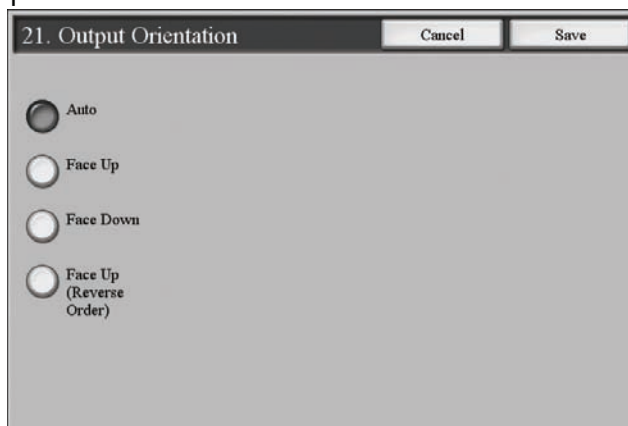 21. Output Orientation
Cancel
Save
Auto
Face Up
Face Down
Face Up
(Reverse
Order)